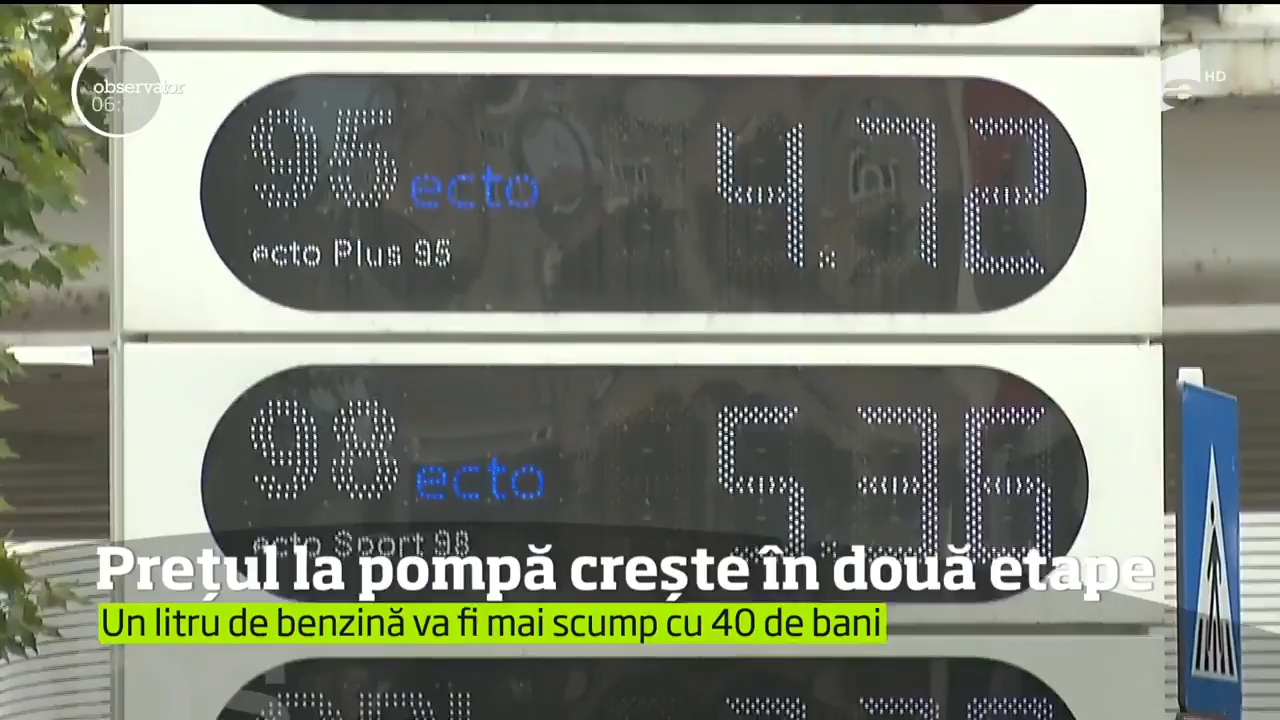 observator
HD
95 ecto
4.72
ecto Plus 95
98 ecto
5.36
ecto Sport 98
Prețul la pompă crește în două etape
Un litru de benzină va fi mai scump cu 40 de bani